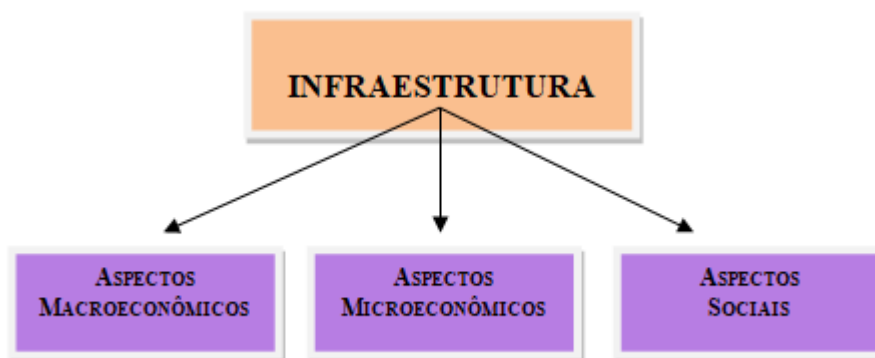 INFRAESTRUTURA
ASPECTOS
MACROECONÔMICOS
ASPECTOS
MICROECONÔMICOS
ASPECTOS
SOCIAIS